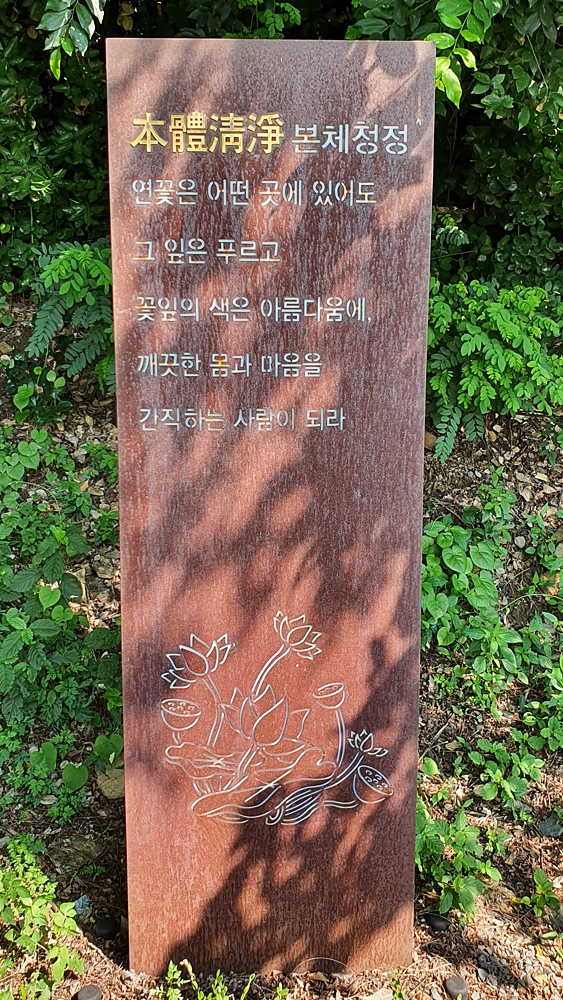 本體淸淨 본체청정
연꽃은 어떤 곳에 있어도
그 잎은 푸르고
꽃잎의 색은 아름다움에,
깨끗한 몸과 마음을
간직하는 사람이 되라